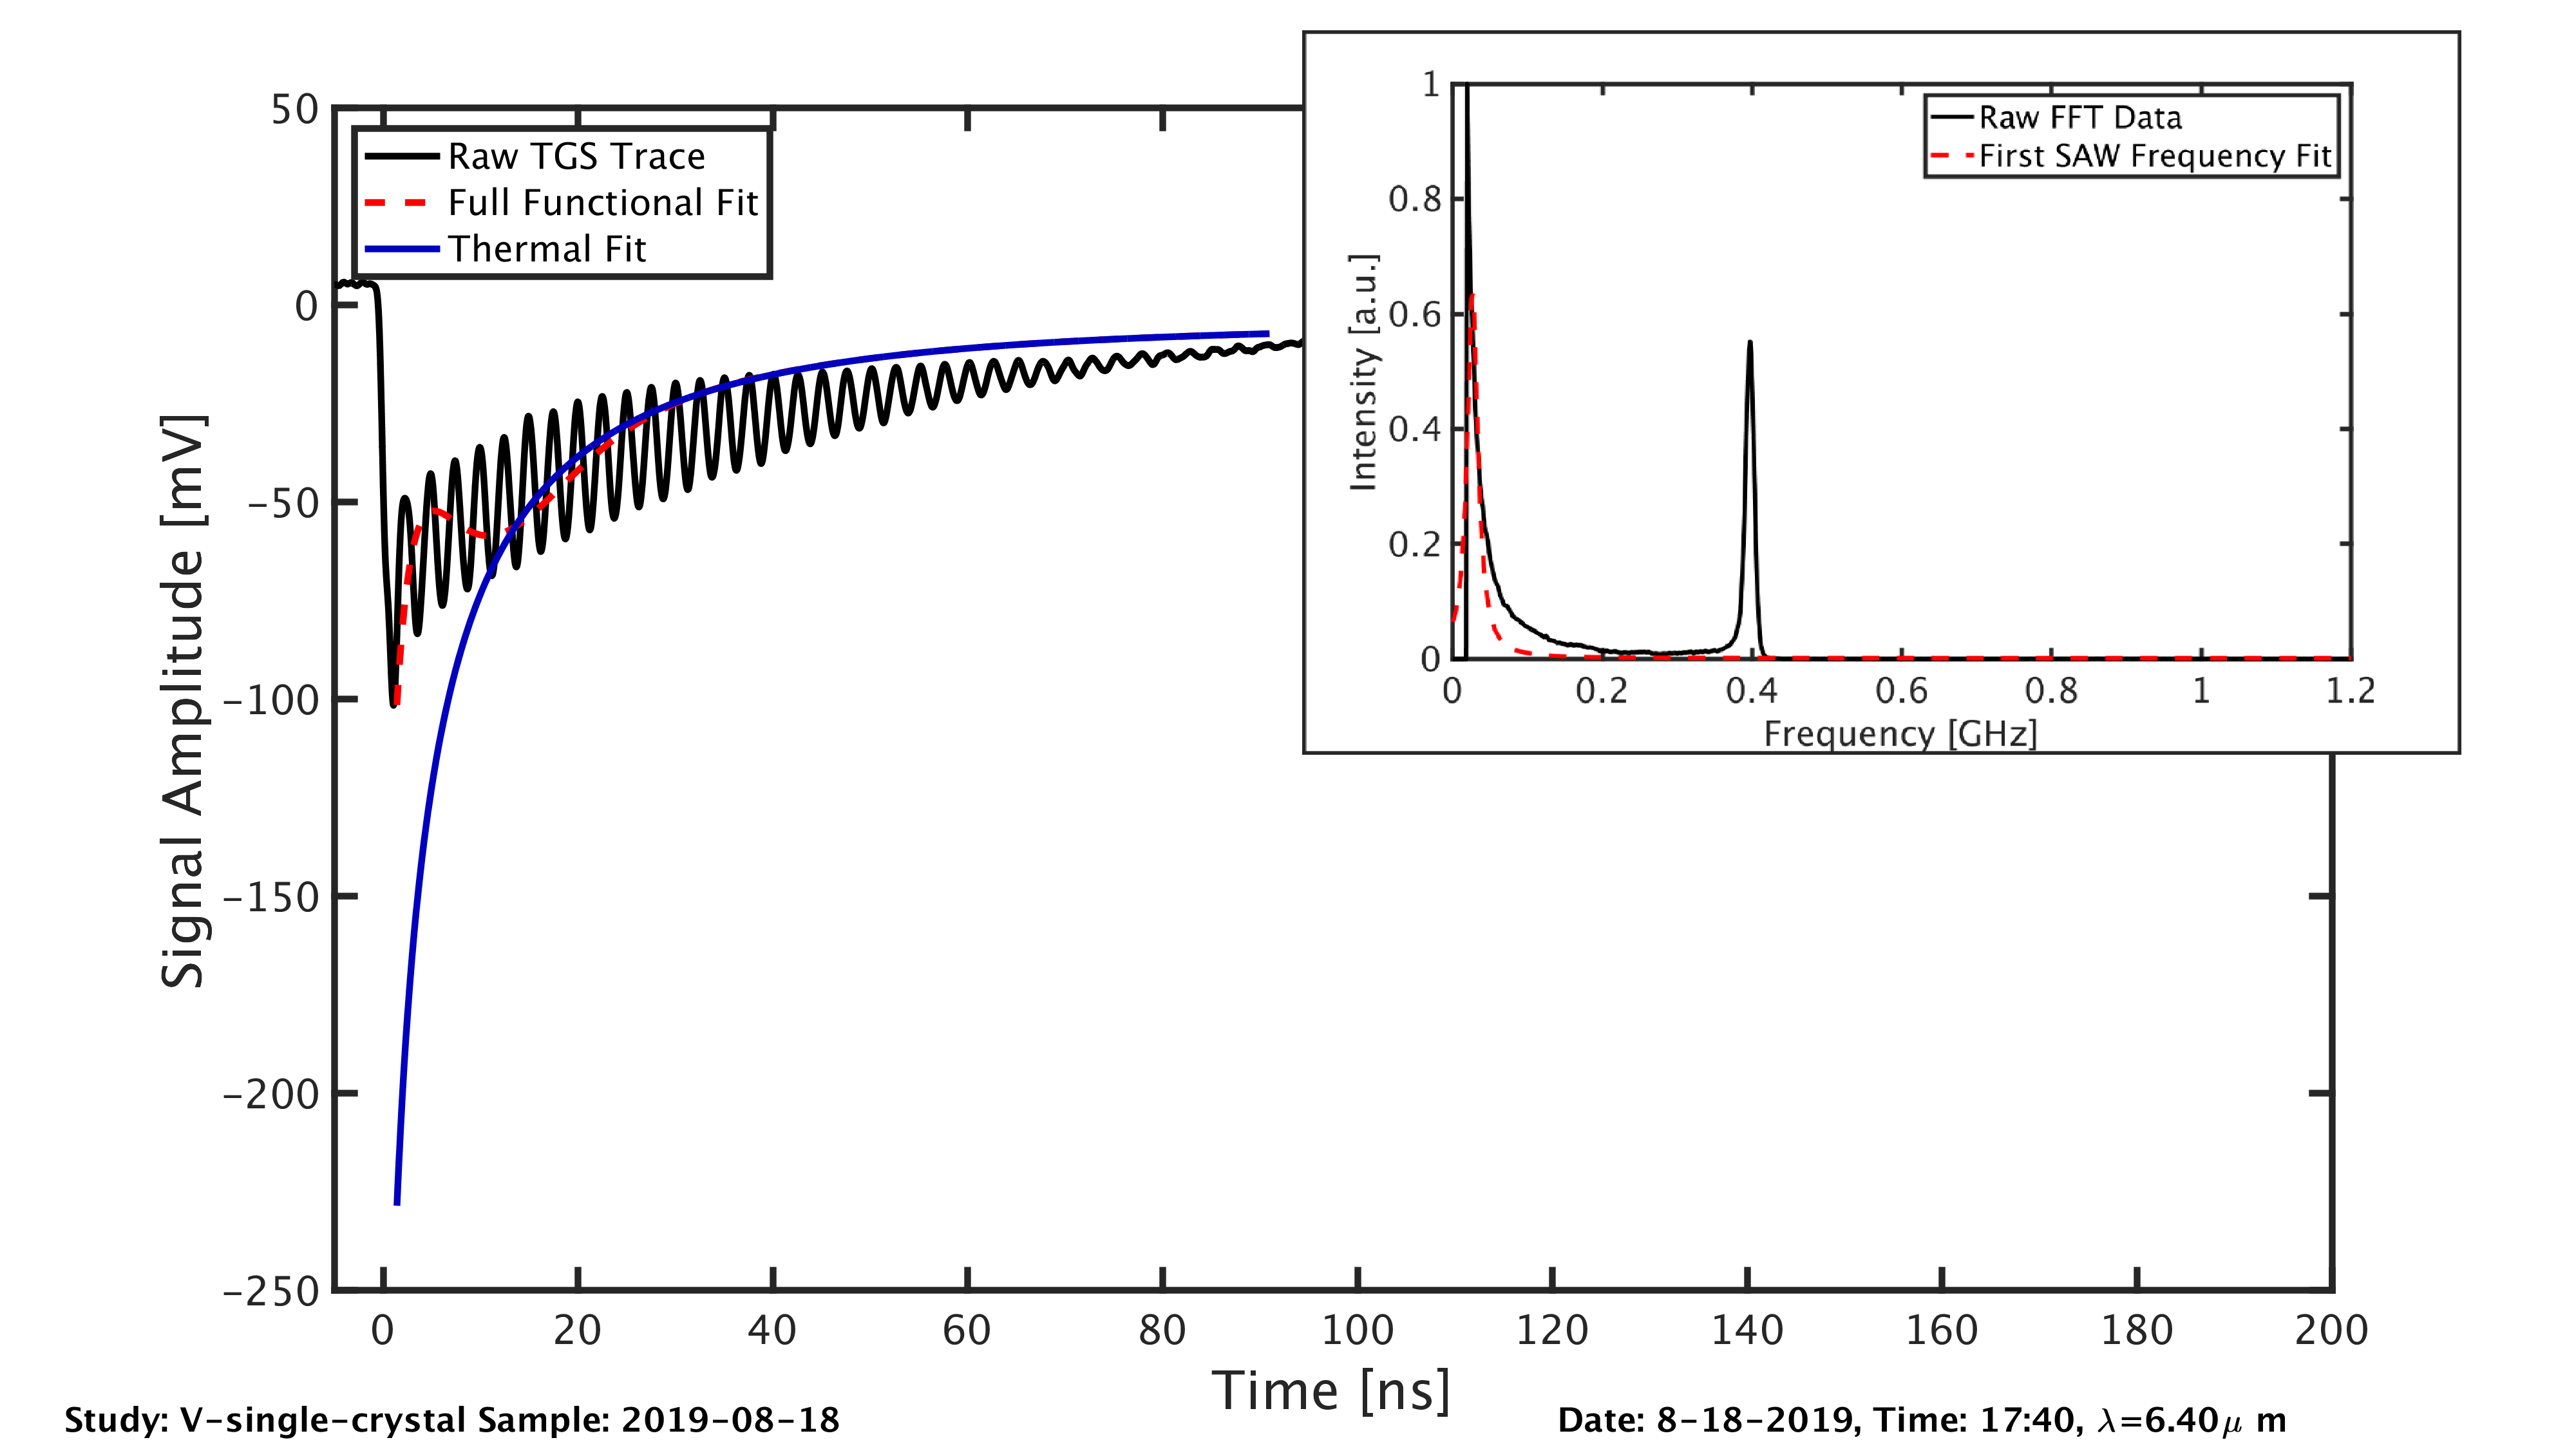 50
0
-50
-100
-150
-200
-250
Signal Amplitude [mV]
Raw TGS Trace
Full Functional Fit
Thermal Fit
0 20 40 60 80 100 120 140 160 180 200
Time [ns]
1
0.8
0.6
0.4
0.2
0
Intensity [a.u.]
Raw FFT Data
First SAW Frequency Fit
0 0.2 0.4 0.6 0.8 1 1.2
Frequency [GHz]
Study: V-single-crystal Sample: 2019-08-18
Date: 8-18-2019, Time: 17:40, λ=6.40μ m